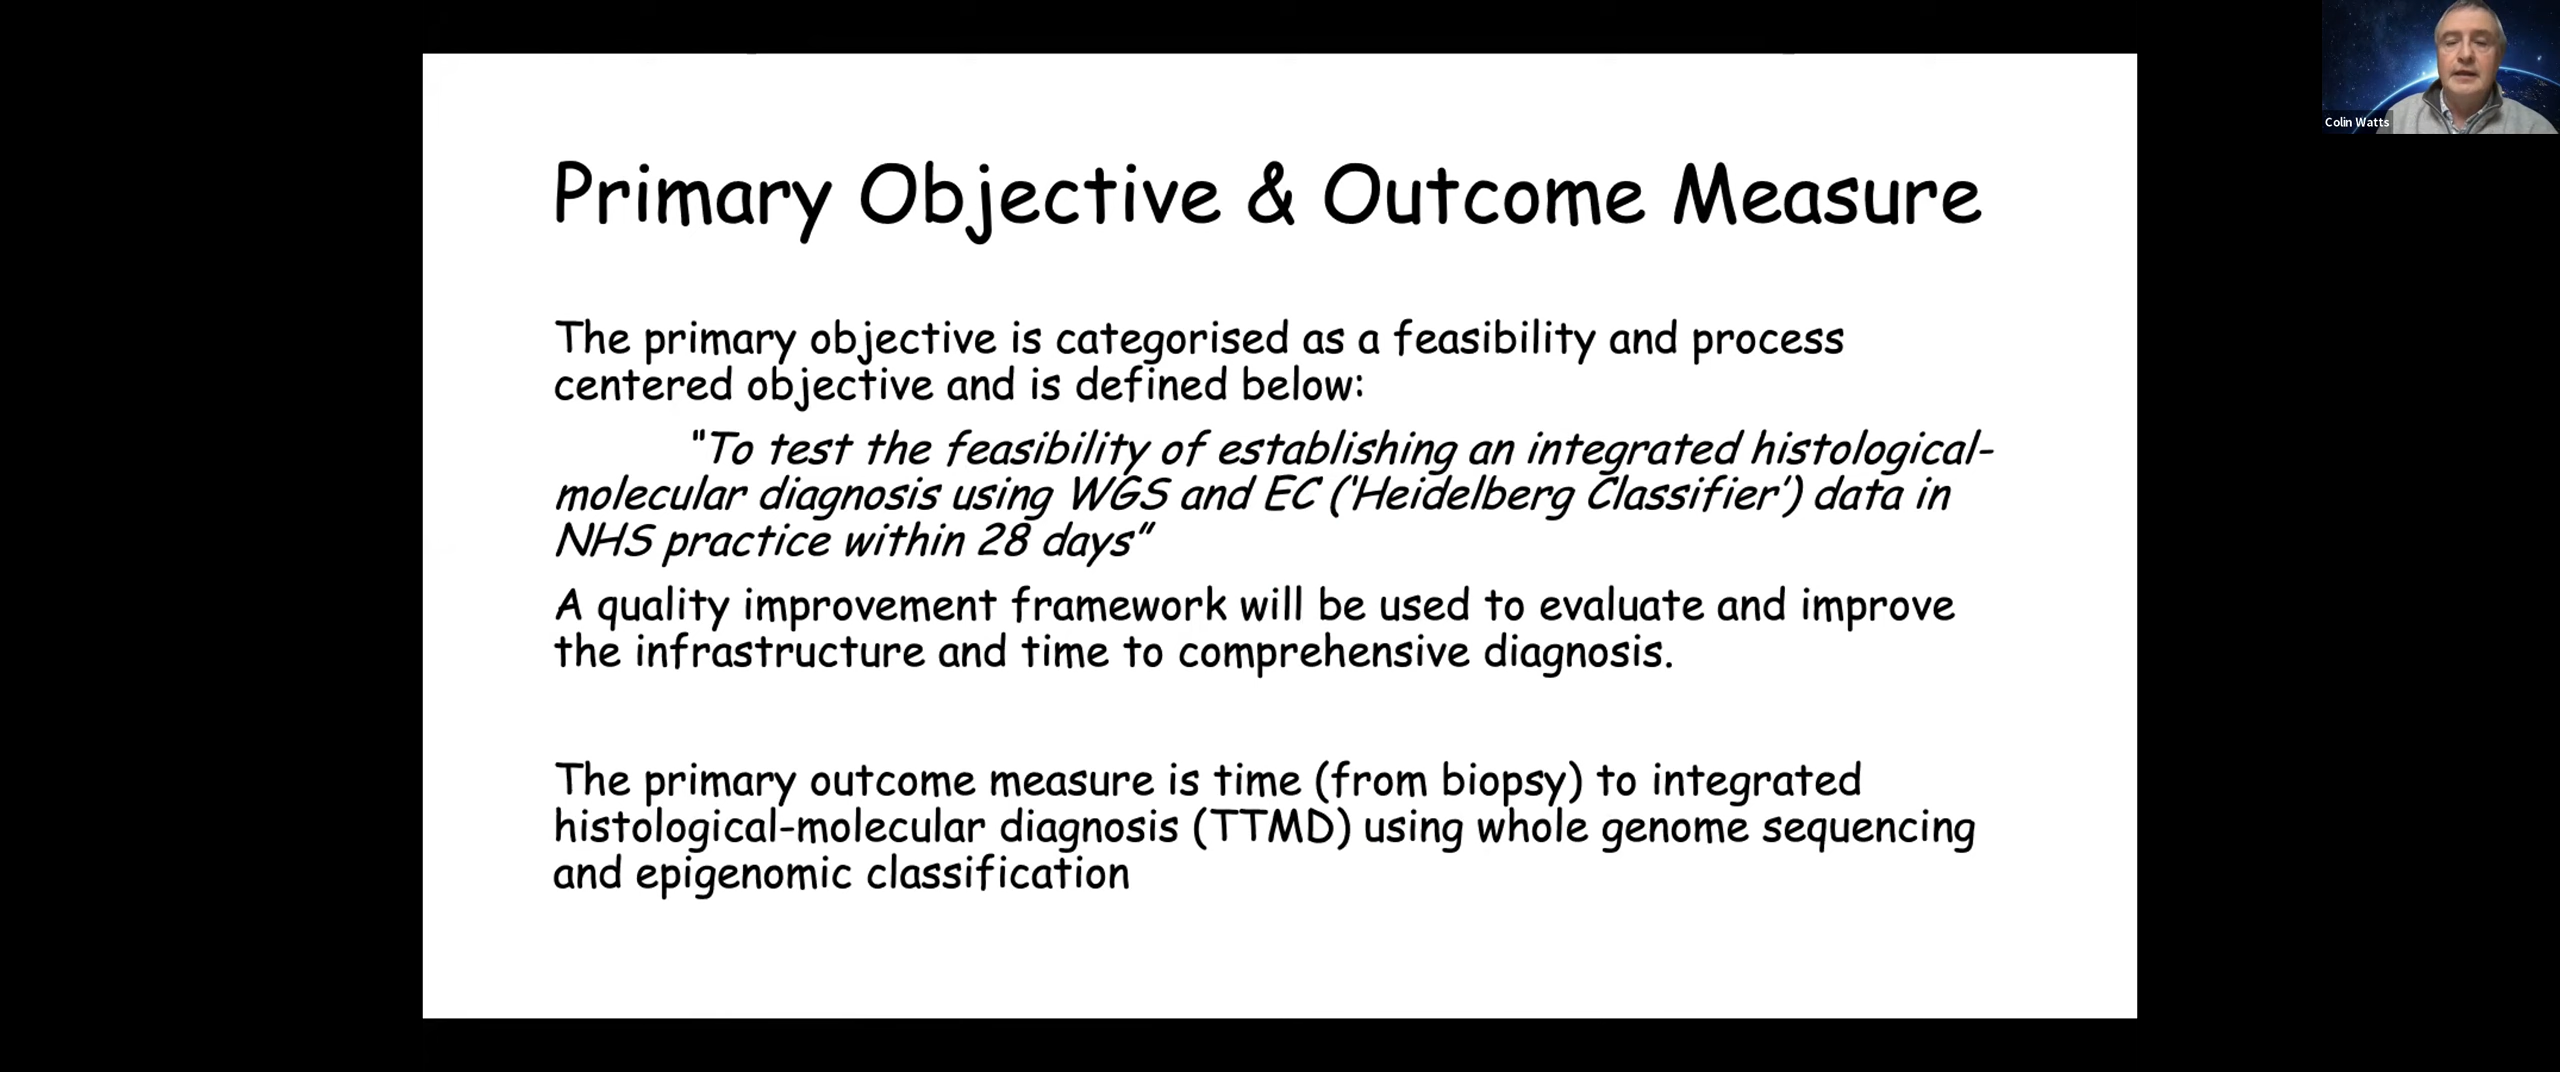 Primary Objective & Outcome Measure
The primary objective is categorised as a feasibility and process
centered objective and is defined below:
"To test the feasibility of establishing an integrated histological-
molecular diagnosis using WGS and EC ('Heidelberg Classifier') data in
NHS practice within 28 days"
A quality improvement framework will be used to evaluate and improve
the infrastructure and time to comprehensive diagnosis.
The primary outcome measure is time (from biopsy) to integrated
histological-molecular diagnosis (TTMD) using whole genome sequencing
and epigenomic classification
Colin Watts